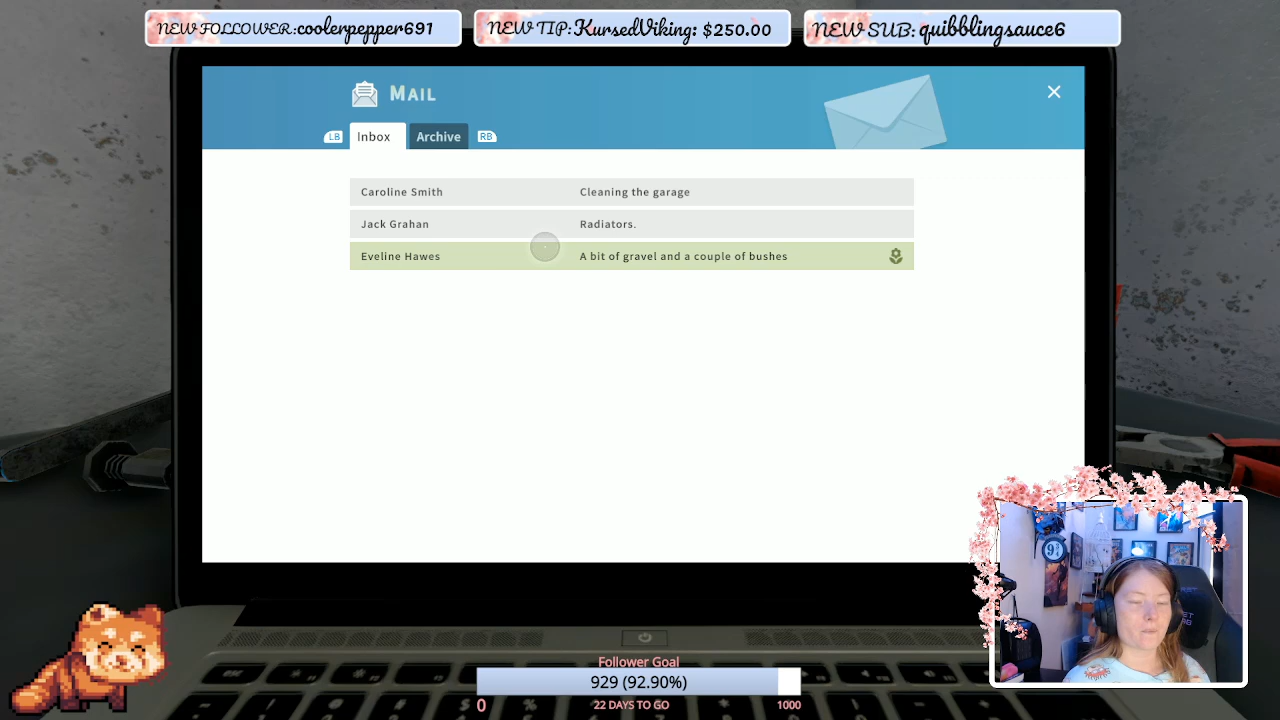 NEW FOLLOWER: coolerpepper691
NEW TIP: KursedViking: $250.00
NEW SUB: quibblingsauce6
MAIL
LB Inbox Archive RB
Caroline Smith Cleaning the garage
Jack Grahan Radiators.
Eveline Hawes A bit of gravel and a couple of bushes
9¾
Follower Goal
929 (92.90%)
0 22 DAYS TO GO 1000